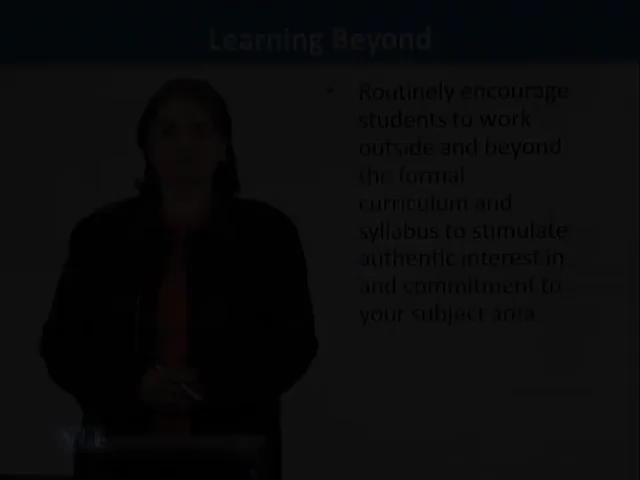 Learning Beyond
• Routinely encourage
students to work
outside and beyond
the formal
curriculum and
syllabus to stimulate
authentic interest in
and commitment to
your subject area